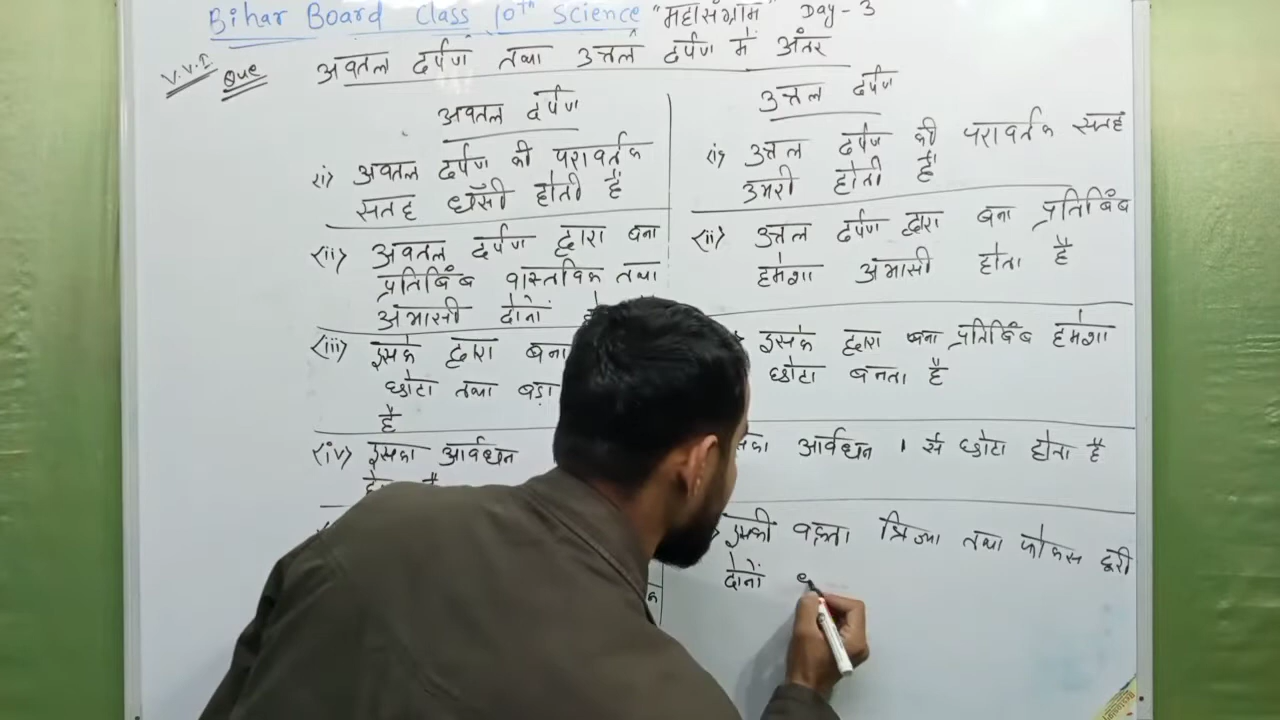 Bihar Board Class 10th Science "महासंग्राम" Day - 3
V.V.I Que अवतल दर्पण तथा उत्तल दर्पण में अंतर
अवतल दर्पण
(i) अवतल दर्पण की परावर्तक
सतह धँसी होती है
(ii) अवतल दर्पण द्वारा बना
प्रतिबिंब वास्तविक तथा
अभासी दोनों
(iii) इसके द्वारा बना
छोटा तथा बड़ा
है
(iv) इसका आर्वधन
उत्तल दर्पण
(i) उत्तल दर्पण की परावर्तक सतह
उभरी होती है
(ii) उत्तल दर्पण द्वारा बना प्रतिबिंब
हमेशा अभासी होता है
इसके द्वारा बना प्रतिबिंब हमेशा
छोटा बनता है
आर्वधन 1 से छोटा होता है
इसकी वक्रता त्रिज्या तथा फोकस दूरी
दोनों